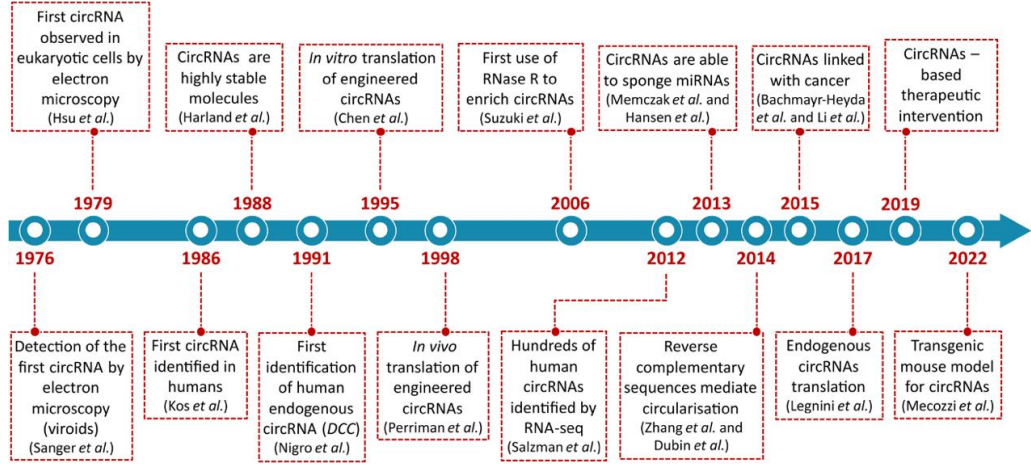 First circRNA
observed in
eukaryotic cells by
electron
microscopy
(Hsu et al.)
CircRNAs are
highly stable
molecules
(Harland et al.)
In vitro translation
of engineered
circRNAs
(Chen et al.)
First use of
RNase R to
enrich circRNAs
(Suzuki et al.)
CircRNAs are able
to sponge miRNAs
(Memczak et al. and
Hansen et al.)
CircRNAs linked
with cancer
(Bachmayr-Heyda
et al. and Li et al.)
CircRNAs –
based
therapeutic
intervention
1979
1988
1995
2006
2013
2015
2019
1976
1986
1991
1998
2012
2014
2017
2022
Detection of the
first circRNA by
electron
microscopy
(viroids)
(Sanger et al.)
First circRNA
identified in
humans
(Kos et al.)
First
identification of
human
endogenous
circRNA (DCC)
(Nigro et al.)
In vivo
translation of
engineered
circRNAs
(Perriman et al.)
Hundreds of
human
circRNAs
identified by
RNA-seq
(Salzman et al.)
Reverse
complementary
sequences mediate
circularisation
(Zhang et al. and
Dubin et al.)
Endogenous
circRNAs
translation
(Legnini et al.)
Transgenic
mouse model
for circRNAs
(Mecozzi et al.)